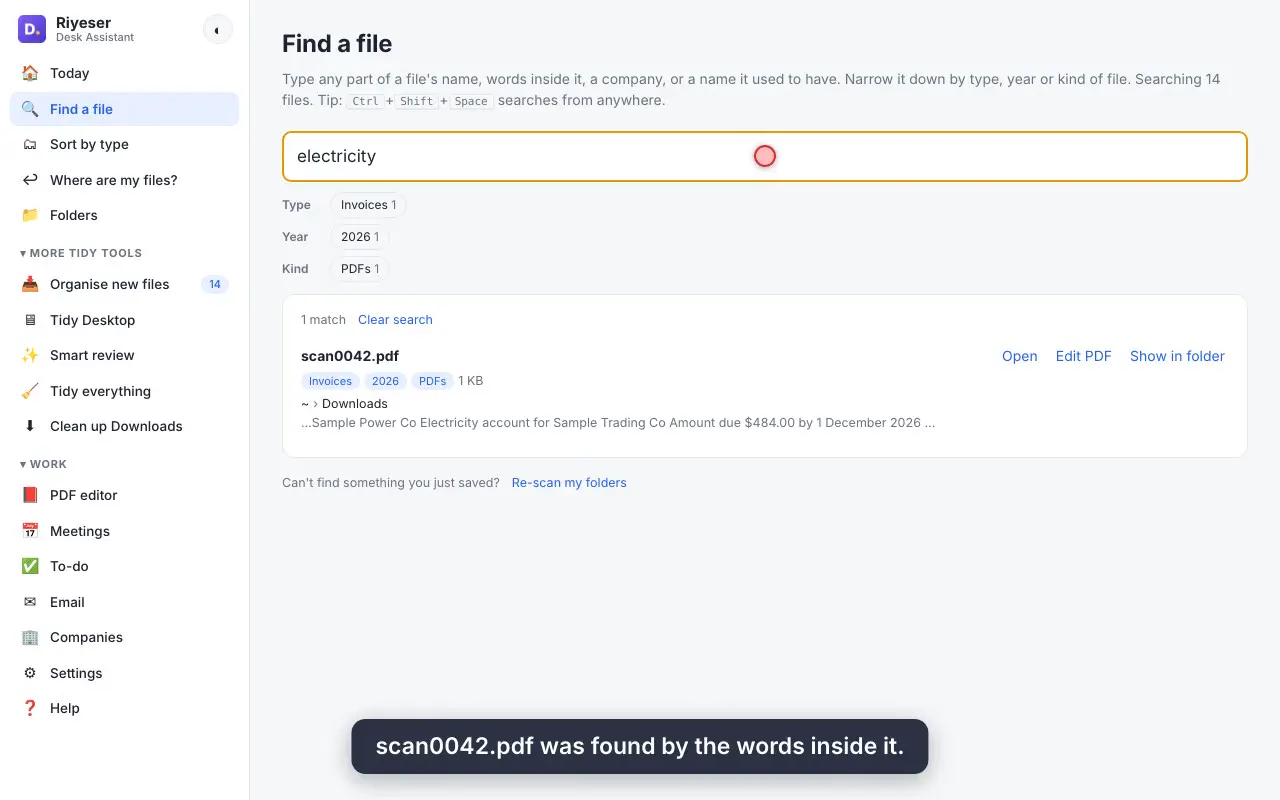 D.
Riyeser
Desk Assistant
Today
Find a file
Sort by type
Where are my files?
Folders
▾ MORE TIDY TOOLS
Organise new files 14
Tidy Desktop
Smart review
Tidy everything
Clean up Downloads
▾ WORK
PDF editor
Meetings
To-do
Email
Companies
Settings
Help
Find a file
Type any part of a file's name, words inside it, a company, or a name it used to have. Narrow it down by type, year or kind of file. Searching 14
files. Tip: Ctrl + Shift + Space searches from anywhere.
electricity
Type Invoices 1
Year 2026 1
Kind PDFs 1
1 match Clear search
scan0042.pdf Open Edit PDF Show in folder
Invoices 2026 PDFs 1 KB
~ › Downloads
…Sample Power Co Electricity account for Sample Trading Co Amount due $484.00 by 1 December 2026 …
Can't find something you just saved? Re-scan my folders
scan0042.pdf was found by the words inside it.